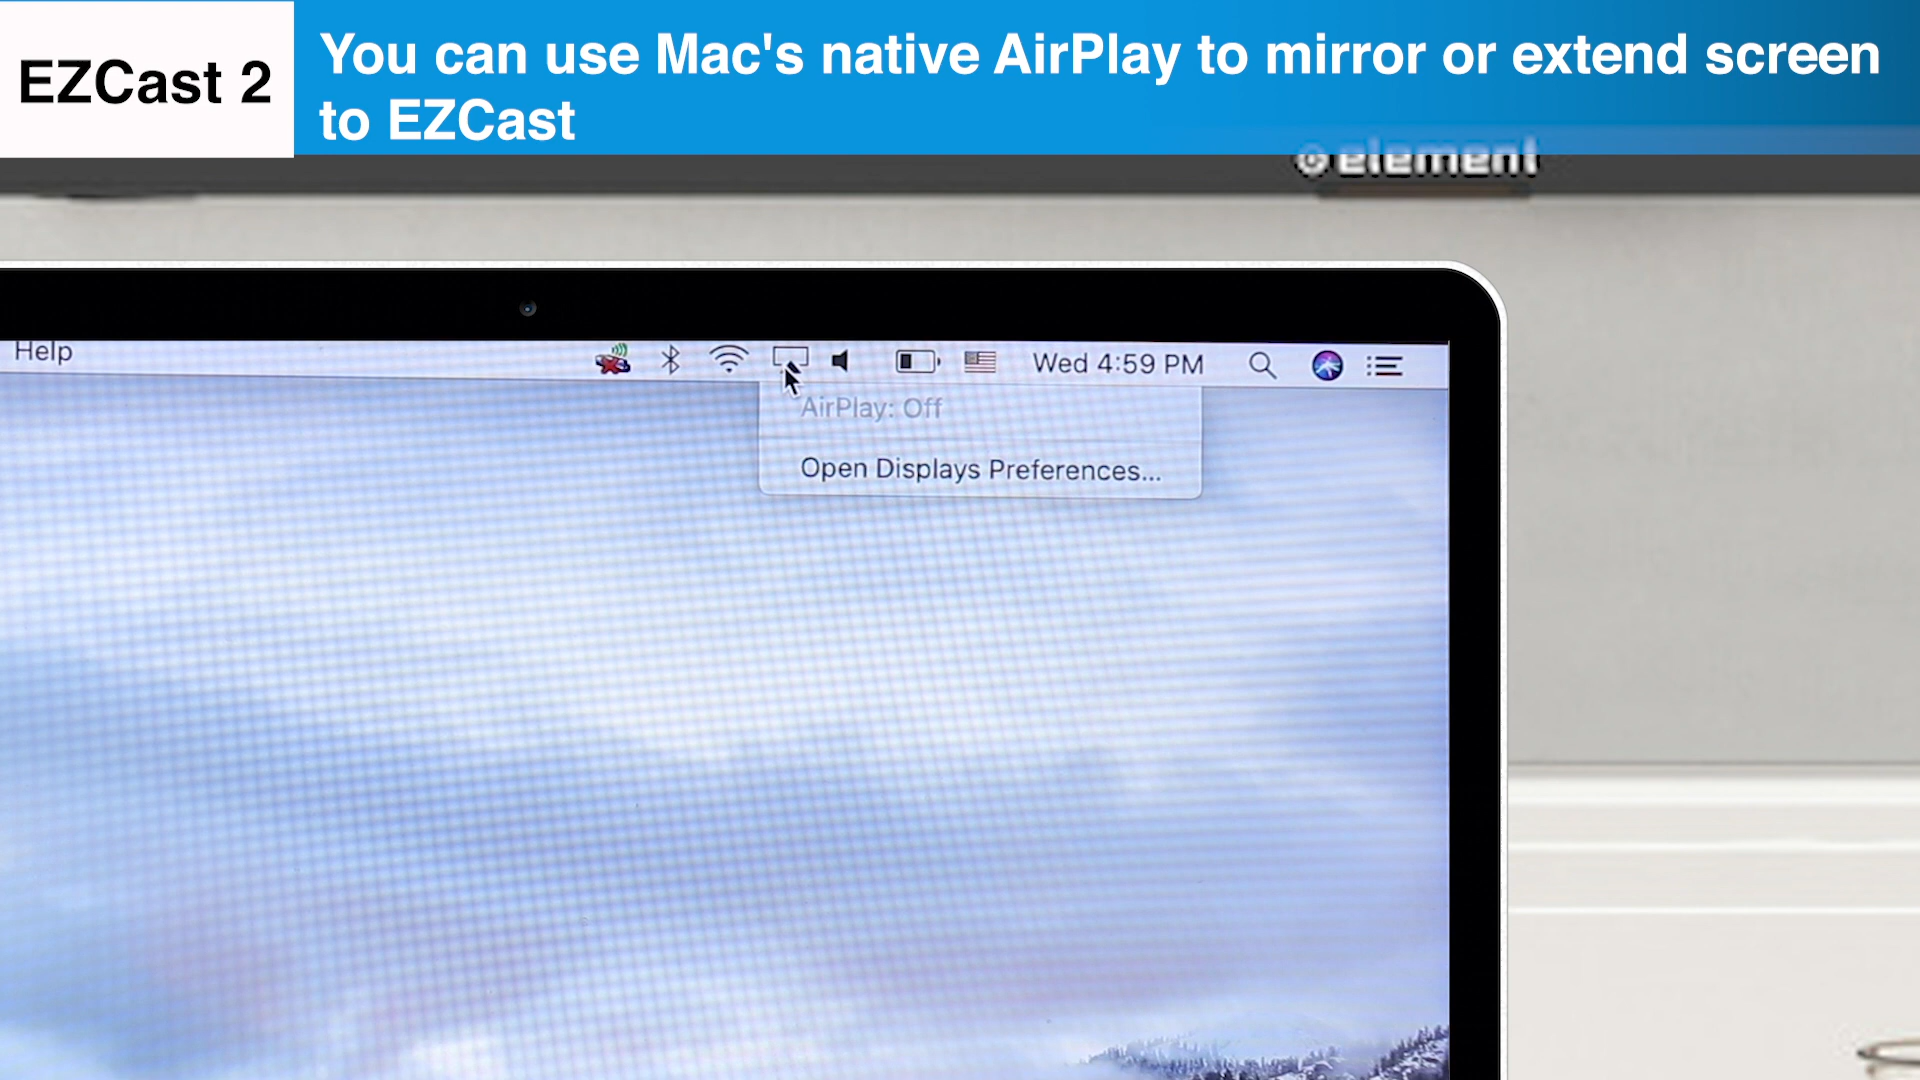 EZCast 2
You can use Mac's native AirPlay to mirror or extend screen
to EZCast
element
Help
Wed 4:59 PM
AirPlay: Off
Open Displays Preferences...